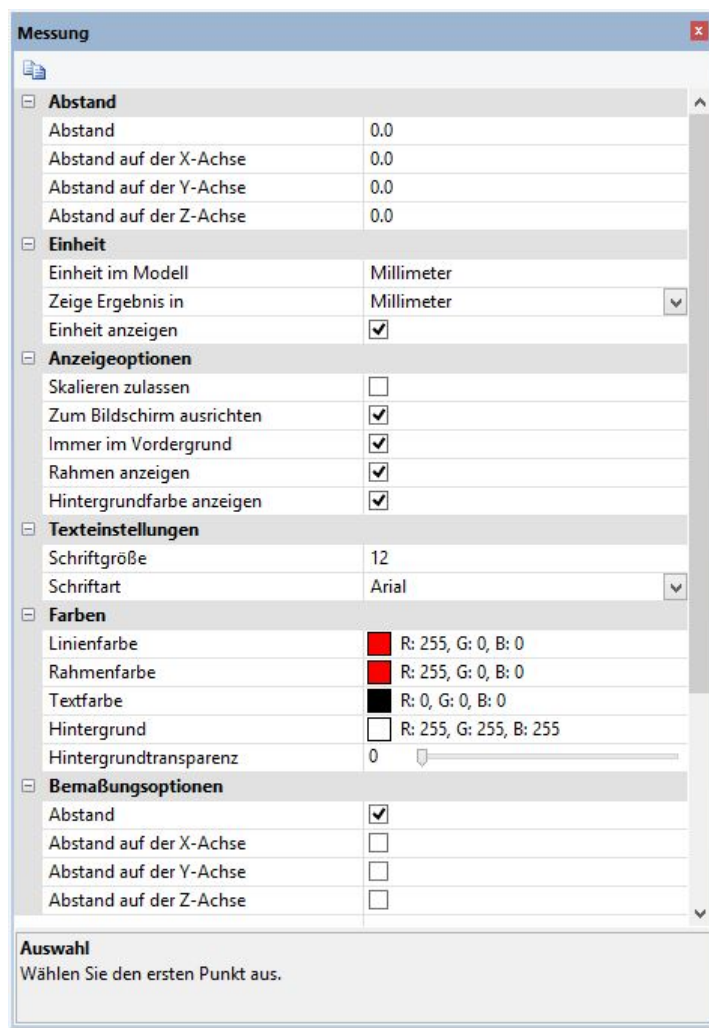 Messung
Abstand
Abstand 0.0
Abstand auf der X-Achse 0.0
Abstand auf der Y-Achse 0.0
Abstand auf der Z-Achse 0.0
Einheit
Einheit im Modell Millimeter
Zeige Ergebnis in Millimeter
Einheit anzeigen
Anzeigeoptionen
Skalieren zulassen
Zum Bildschirm ausrichten
Immer im Vordergrund
Rahmen anzeigen
Hintergrundfarbe anzeigen
Texteinstellungen
Schriftgröße 12
Schriftart Arial
Farben
Linienfarbe R: 255, G: 0, B: 0
Rahmenfarbe R: 255, G: 0, B: 0
Textfarbe R: 0, G: 0, B: 0
Hintergrund R: 255, G: 255, B: 255
Hintergrundtransparenz 0
Bemaßungsoptionen
Abstand
Abstand auf der X-Achse
Abstand auf der Y-Achse
Abstand auf der Z-Achse
Auswahl
Wählen Sie den ersten Punkt aus.